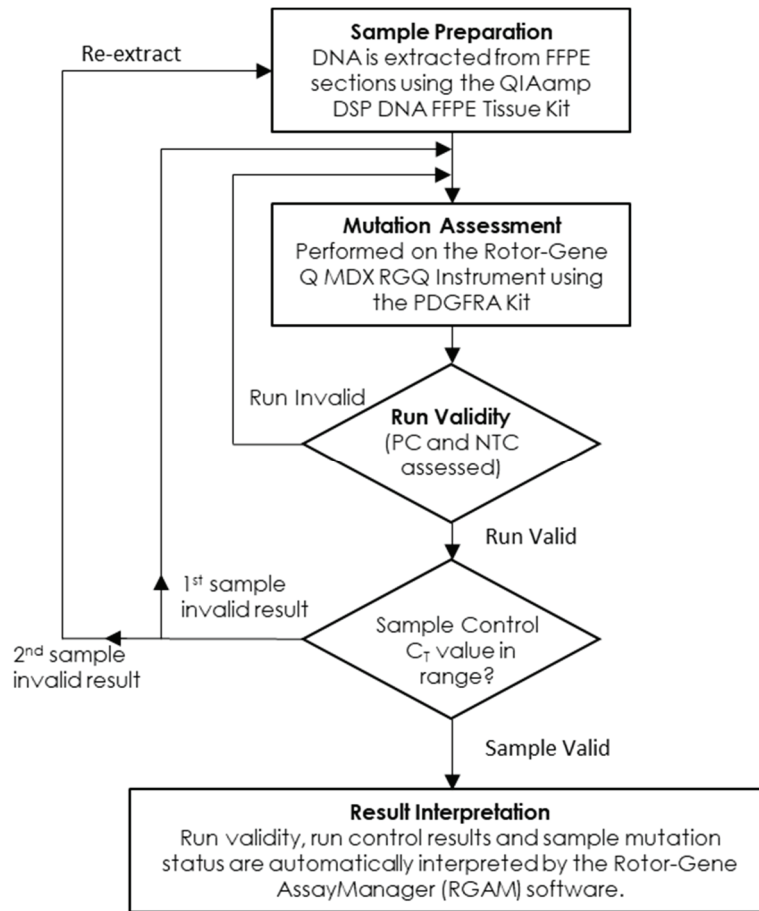 Sample Preparation
DNA is extracted from FFPE
sections using the QIAamp
DSP DNA FFPE Tissue Kit
Re-extract
Mutation Assessment
Performed on the Rotor-Gene
Q MDX RGQ Instrument using
the PDGFRA Kit
Run Invalid
Run Validity
(PC and NTC
assessed)
Run Valid
1st sample
invalid result
2nd sample
invalid result
Sample Control
CT value in
range?
Sample Valid
Result Interpretation
Run validity, run control results and sample mutation
status are automatically interpreted by the Rotor-Gene
AssayManager (RGAM) software.